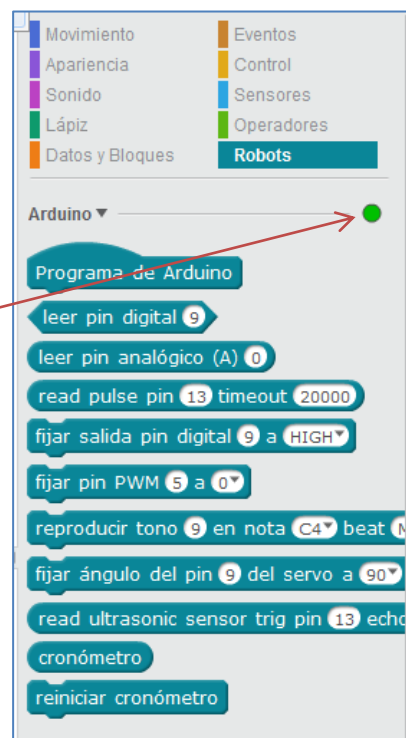 Movimiento Eventos
Apariencia Control
Sonido Sensores
Lápiz Operadores
Datos y Bloques Robots
Arduino
Programa de Arduino
leer pin digital 9
leer pin analógico (A) 0
read pulse pin 13 timeout 20000
fijar salida pin digital 9 a HIGH
fijar pin PWM 5 a 0
reproducir tono 9 en nota C4 beat
fijar ángulo del pin 9 del servo a 90
read ultrasonic sensor trig pin 13 echo
cronómetro
reiniciar cronómetro